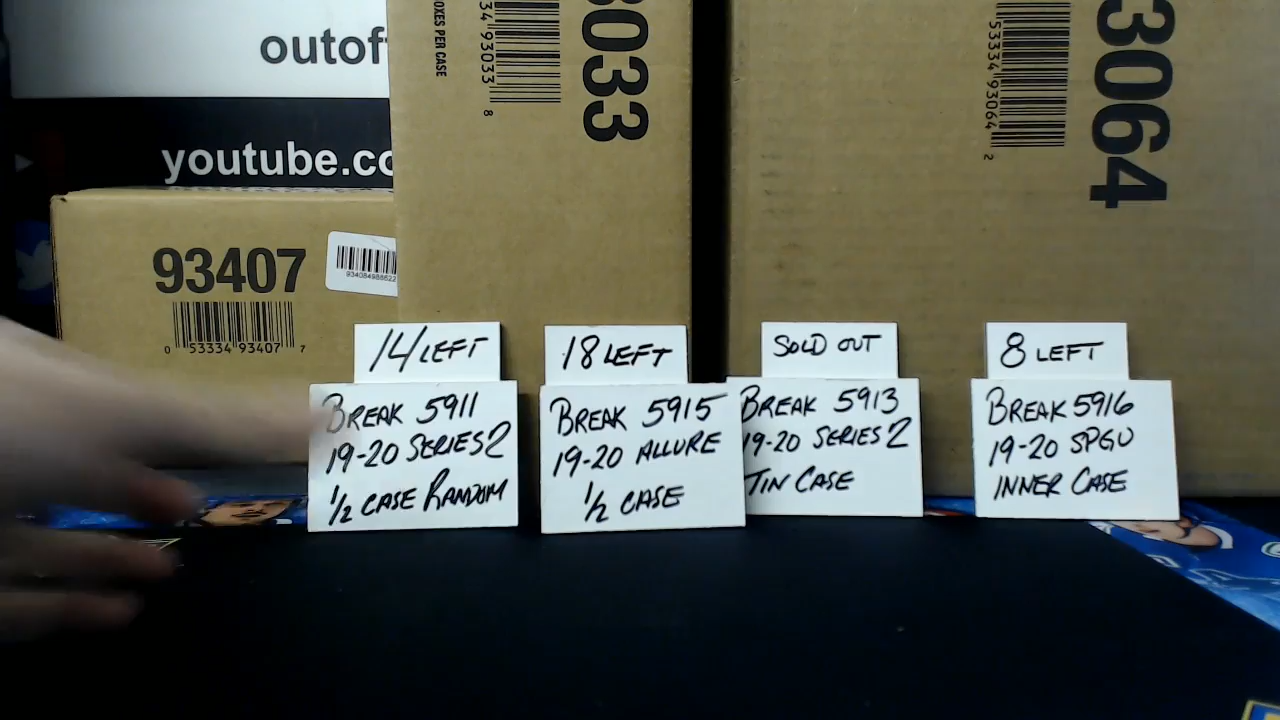 outof
youtube.co
OXES PER CASE
34 93033 8
3033
53334 93064 2
3064
93407
0 53334 93407 7
934084988622
14 LEFT
BREAK 5911
19-20 SERIES 2
1/2 CASE RANDOM
18 LEFT
BREAK 5915
19-20 ALLURE
1/2 CASE
SOLD OUT
BREAK 5913
19-20 SERIES 2
TIN CASE
8 LEFT
BREAK 5916
19-20 SPGU
INNER CASE